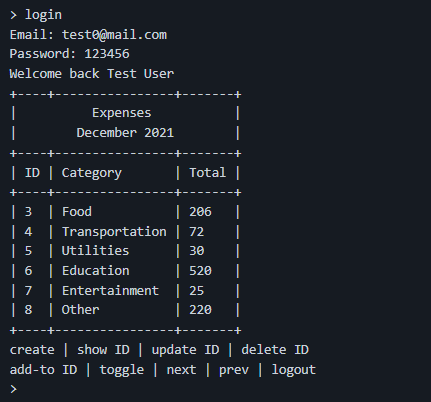 > login
Email: test0@mail.com
Password: 123456
Welcome back Test User
+----+----------------+-------+
|          Expenses           |
|        December 2021        |
+----+----------------+-------+
| ID | Category       | Total |
+----+----------------+-------+
| 3  | Food           | 206   |
| 4  | Transportation | 72    |
| 5  | Utilities      | 30    |
| 6  | Education      | 520   |
| 7  | Entertainment  | 25    |
| 8  | Other          | 220   |
+----+----------------+-------+
create | show ID | update ID | delete ID
add-to ID | toggle | next | prev | logout
>